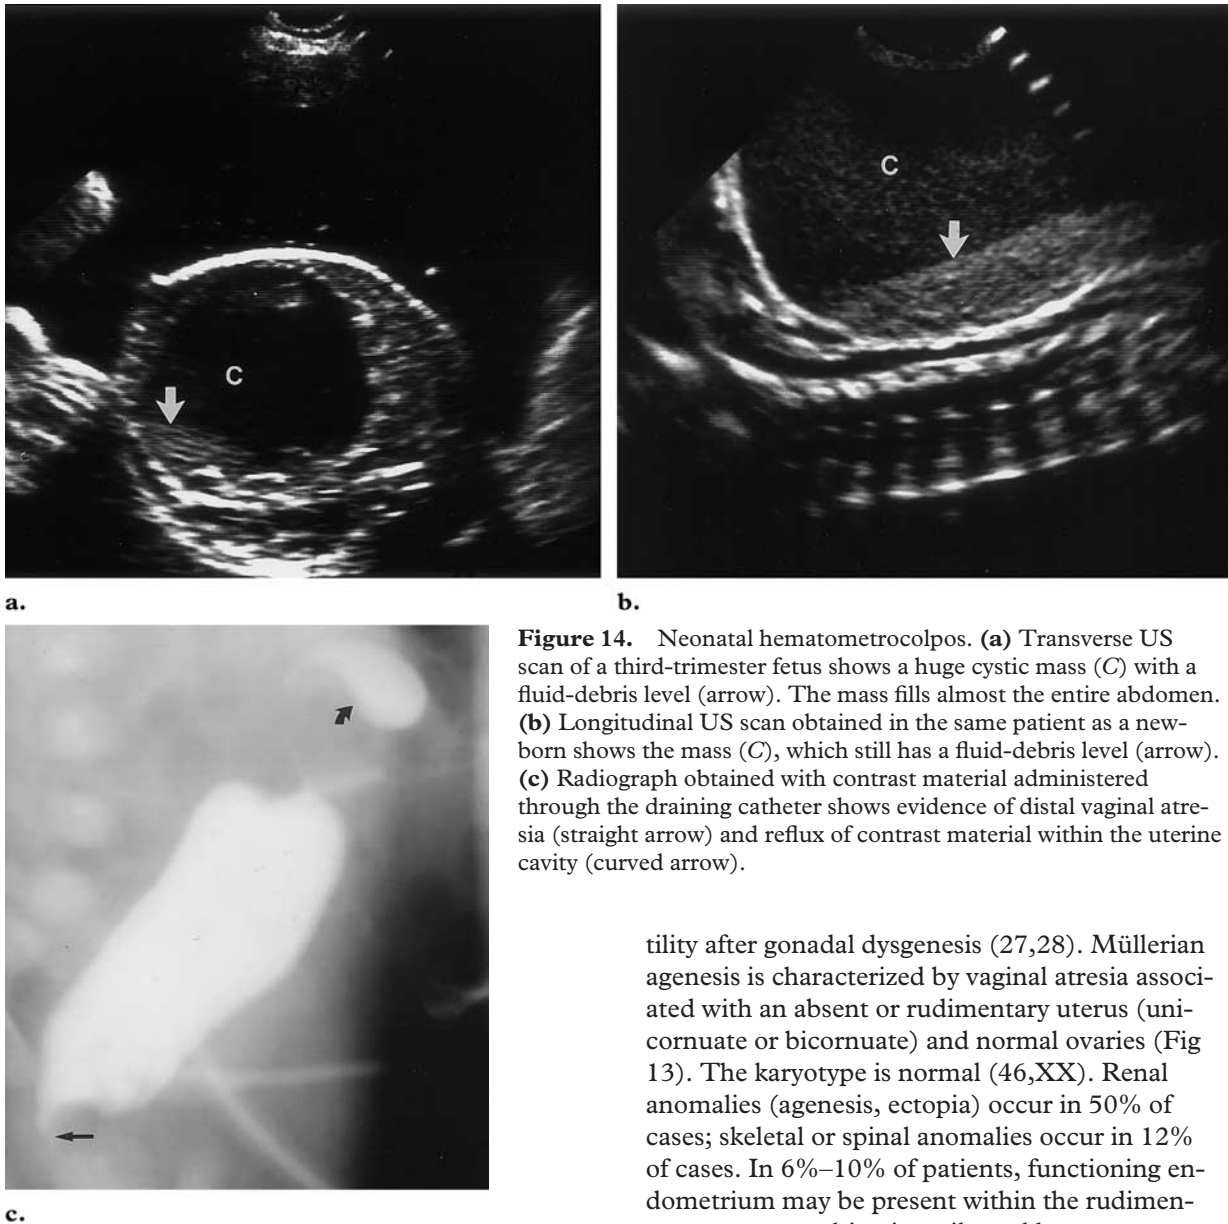 C
C
a.
b.
Figure 14. Neonatal hematometrocolpos. (a) Transverse US
scan of a third-trimester fetus shows a huge cystic mass (C) with a
fluid-debris level (arrow). The mass fills almost the entire abdomen.
(b) Longitudinal US scan obtained in the same patient as a new-
born shows the mass (C), which still has a fluid-debris level (arrow).
(c) Radiograph obtained with contrast material administered
through the draining catheter shows evidence of distal vaginal atre-
sia (straight arrow) and reflux of contrast material within the uterine
cavity (curved arrow).
c.
tility after gonadal dysgenesis (27,28). Müllerian
agenesis is characterized by vaginal atresia associ-
ated with an absent or rudimentary uterus (uni-
cornuate or bicornuate) and normal ovaries (Fig
13). The karyotype is normal (46,XX). Renal
anomalies (agenesis, ectopia) occur in 50% of
cases; skeletal or spinal anomalies occur in 12%
of cases. In 6%–10% of patients, functioning en-
dometrium may be present within the rudimen-